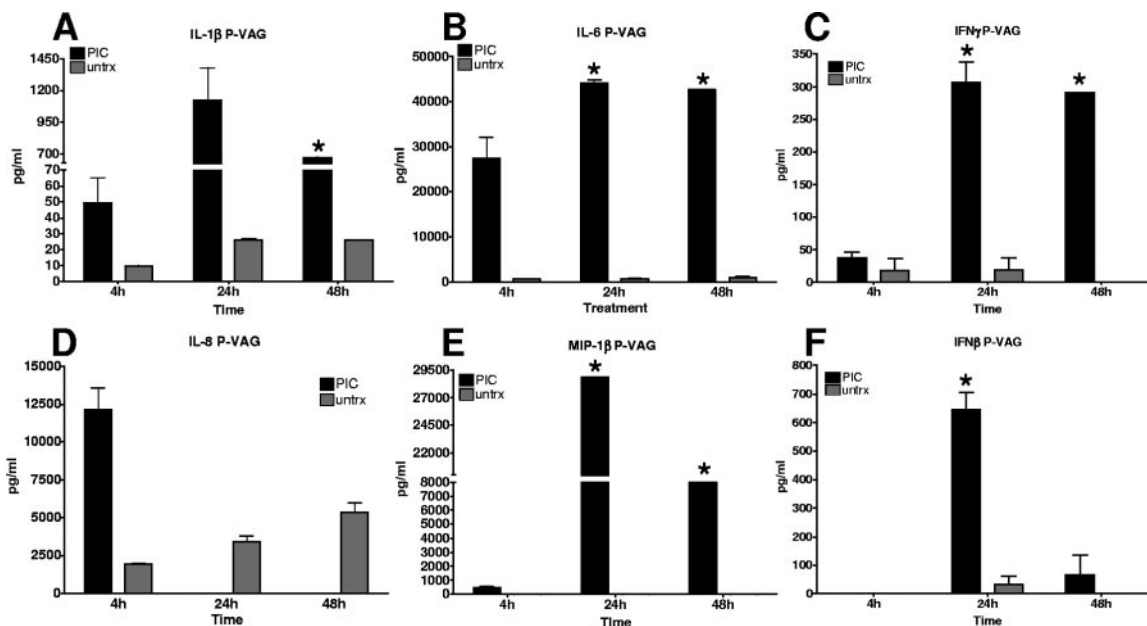 A
IL-1β P-VAG
PIC
untrx
1450
1200
950
700
70
60
50
40
30
20
10
0
pg/ml
*
4h
24h
48h
Time
B
IL-6 P-VAG
PIC
untrx
50000
40000
30000
20000
10000
0
pg/ml
*
*
4h
24h
48h
Treatment
C
IFNγP-VAG
PIC
untrx
350
300
250
200
150
100
50
0
pg/ml
*
*
4h
24h
48h
Time
D
IL-8 P-VAG
PIC
untrx
15000
12500
10000
7500
5000
2500
0
pg/ml
4h
24h
48h
Time
E
MIP-1β P-VAG
PIC
untrx
29500
27000
24500
22000
8000
7000
6000
5000
4000
3000
2000
1000
0
pg/ml
*
*
4h
24h
48h
Time
F
IFNβ P-VAG
PIC
untrx
800
700
600
500
400
300
200
100
0
pg/ml
*
4h
24h
48h
Time